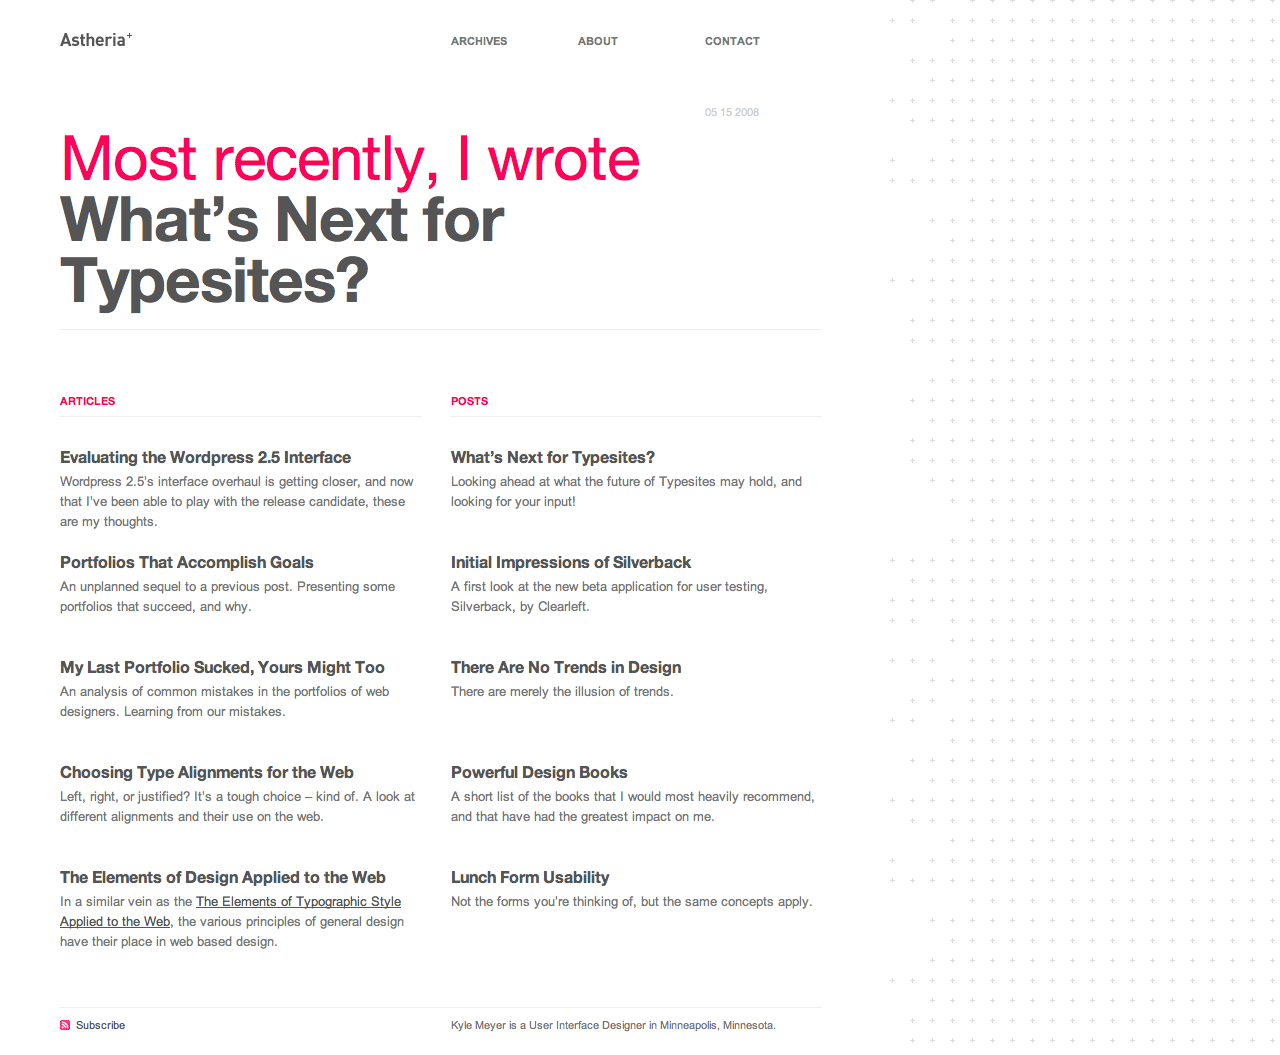 Astheria+
ARCHIVES ABOUT CONTACT
05 15 2008
Most recently, I wrote
What’s Next for
Typesites?
ARTICLES
Evaluating the Wordpress 2.5 Interface
Wordpress 2.5's interface overhaul is getting closer, and now
that I've been able to play with the release candidate, these
are my thoughts.
Portfolios That Accomplish Goals
An unplanned sequel to a previous post. Presenting some
portfolios that succeed, and why.
My Last Portfolio Sucked, Yours Might Too
An analysis of common mistakes in the portfolios of web
designers. Learning from our mistakes.
Choosing Type Alignments for the Web
Left, right, or justified? It's a tough choice – kind of. A look at
different alignments and their use on the web.
The Elements of Design Applied to the Web
In a similar vein as the The Elements of Typographic Style
Applied to the Web, the various principles of general design
have their place in web based design.
POSTS
What’s Next for Typesites?
Looking ahead at what the future of Typesites may hold, and
looking for your input!
Initial Impressions of Silverback
A first look at the new beta application for user testing,
Silverback, by Clearleft.
There Are No Trends in Design
There are merely the illusion of trends.
Powerful Design Books
A short list of the books that I would most heavily recommend,
and that have had the greatest impact on me.
Lunch Form Usability
Not the forms you're thinking of, but the same concepts apply.
Subscribe
Kyle Meyer is a User Interface Designer in Minneapolis, Minnesota.